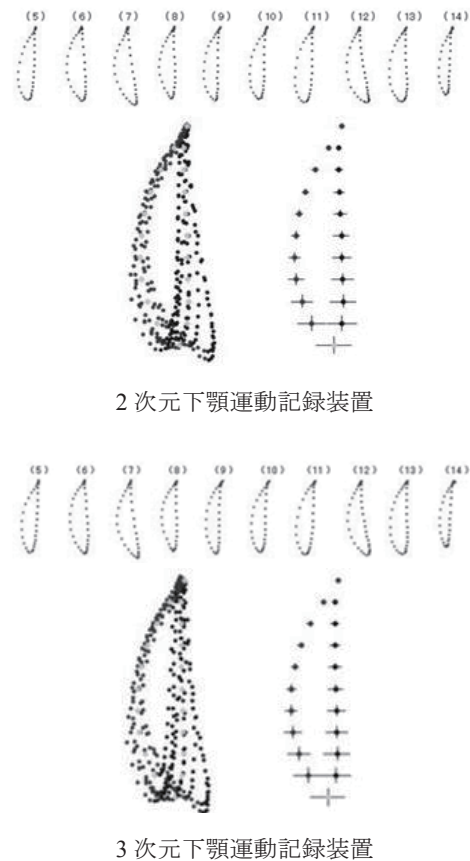 (5) (6) (7) (8) (9) (10) (11) (12) (13) (14)
2次元下顎運動記録装置
(5) (6) (7) (8) (9) (10) (11) (12) (13) (14)
3次元下顎運動記録装置